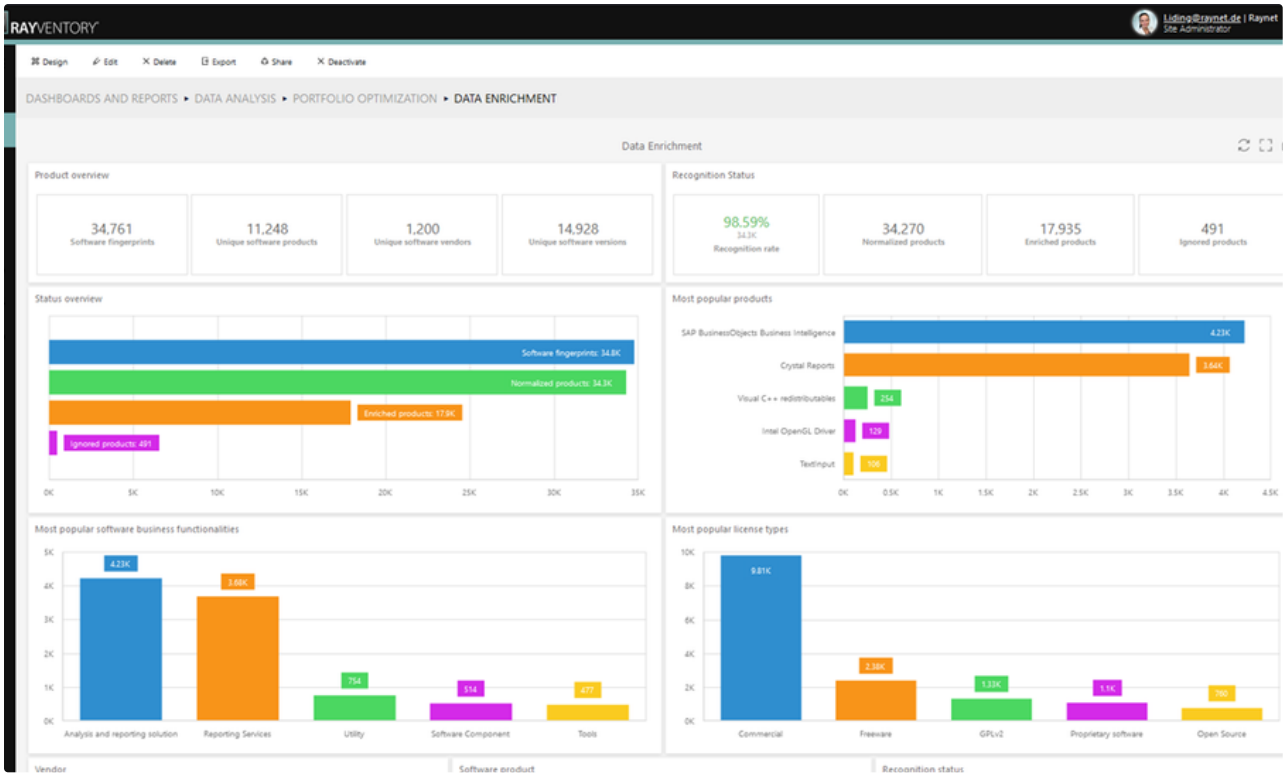 RAYVENTORY
Liding@raynet.de | Raynet
Site Administrator
Design Edit Delete Export Share Deactivate
DASHBOARDS AND REPORTS ▸ DATA ANALYSIS ▸ PORTFOLIO OPTIMIZATION ▸ DATA ENRICHMENT
Data Enrichment
Product overview
34,761
Software fingerprints
11,248
Unique software products
1,200
Unique software vendors
14,928
Unique software versions
Recognition Status
98.59%
34.3K
Recognition rate
34,270
Normalized products
17,935
Enriched products
491
Ignored products
Status overview
Software fingerprints: 34.8K
Normalized products: 34.3K
Enriched products: 17.9K
Ignored products: 491
0K 5K 10K 15K 20K 25K 30K 35K
Most popular products
SAP BusinessObjects Business Intelligence 4.23K
Crystal Reports 3.64K
Visual C++ redistributables 254
Intel OpenGL Driver 129
TextInput 106
0K 0.5K 1K 1.5K 2K 2.5K 3K 3.5K 4K 4.5K
Most popular software business functionalities
5K
4K
3K
2K
1K
0K
4.23K
3.68K
754
514
477
Analysis and reporting solution Reporting Services Utility Software Component Tools
Most popular license types
10K
8K
6K
4K
2K
0K
9.81K
2.38K
1.33K
1.1K
760
Commercial Freeware GPLv2 Proprietary software Open Source
Vendor Software product Recognition status